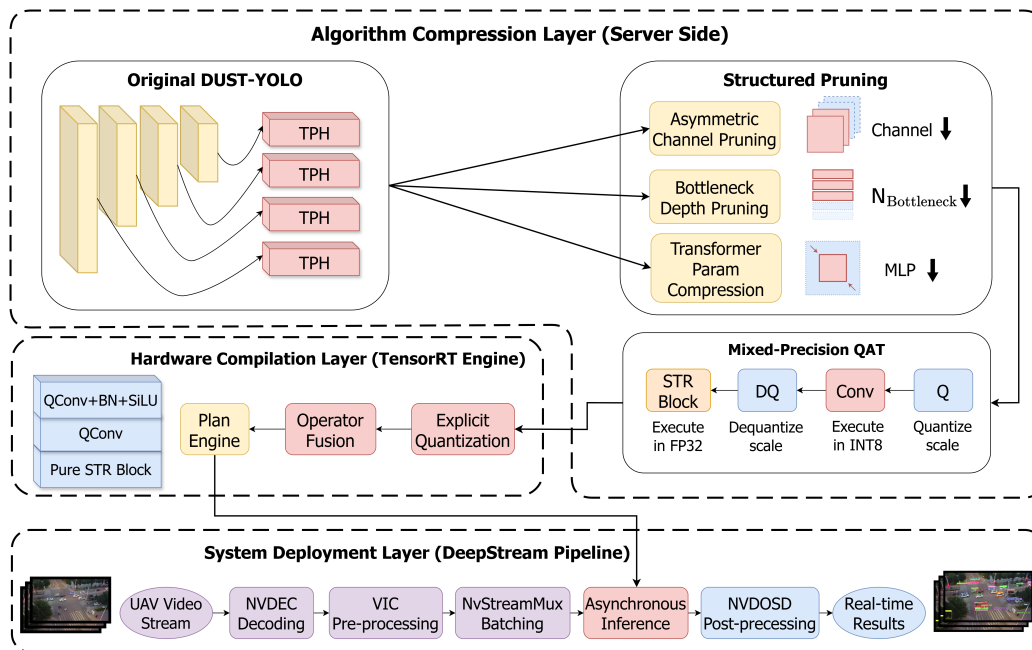 Algorithm Compression Layer (Server Side)
Original DUST-YOLO
TPH
TPH
TPH
TPH
Structured Pruning
Asymmetric
Channel Pruning
Channel
Bottleneck
Depth Pruning
N_Bottleneck
Transformer
Param
Compression
MLP
Mixed-Precision QAT
STR
Block
DQ
Conv
Q
Execute
in FP32
Dequantize
scale
Execute
in INT8
Quantize
scale
Hardware Compilation Layer (TensorRT Engine)
QConv+BN+SiLU
QConv
Pure STR Block
Plan
Engine
Operator
Fusion
Explicit
Quantization
System Deployment Layer (DeepStream Pipeline)
UAV Video
Stream
NVDEC
Decoding
VIC
Pre-processing
NvStreamMux
Batching
Asynchronous
Inference
NVDOSD
Post-precessing
Real-time
Results